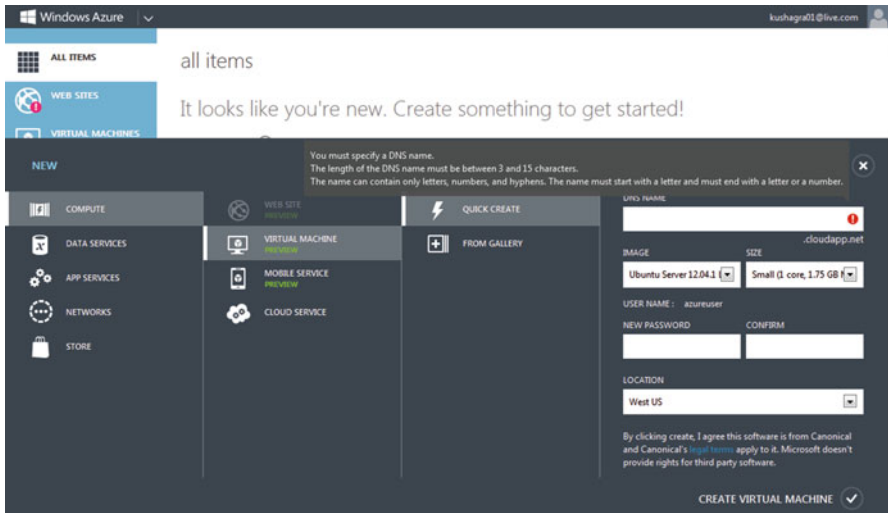 Windows Azure
kushagra01@live.com
ALL ITEMS
WEB SITES
VIRTUAL MACHINES
all items
It looks like you're new. Create something to get started!
You must specify a DNS name.
The length of the DNS name must be between 3 and 15 characters.
The name can contain only letters, numbers, and hyphens. The name must start with a letter and must end with a letter or a number.
NEW
COMPUTE
DATA SERVICES
APP SERVICES
NETWORKS
STORE
WEB SITE
PREVIEW
VIRTUAL MACHINE
PREVIEW
MOBILE SERVICE
PREVIEW
CLOUD SERVICE
QUICK CREATE
FROM GALLERY
DNS NAME
.cloudapp.net
IMAGE
SIZE
Ubuntu Server 12.04.1
Small (1 core, 1.75 GB
USER NAME : azureuser
NEW PASSWORD
CONFIRM
LOCATION
West US
By clicking create, I agree this software is from Canonical
and Canonical's legal terms apply to it. Microsoft doesn't
provide rights for third party software.
CREATE VIRTUAL MACHINE